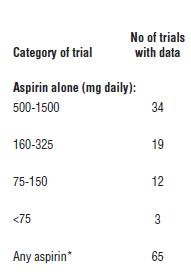 No of trials
Category of trial with data
Aspirin alone (mg daily):
500-1500 34
160-325 19
75-150 12
<75 3
Any aspirin* 65